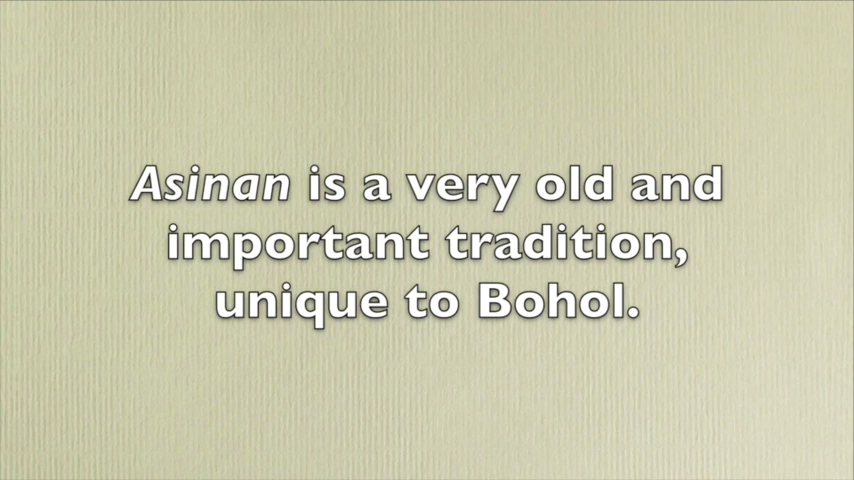 Asinan is a very old and
important tradition,
unique to Bohol.